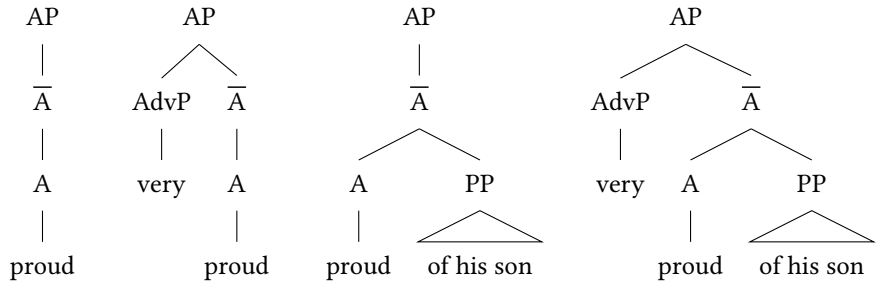 AP AP AP AP
A̅ AdvP A̅ A̅ AdvP A̅
A very A A PP very A PP
proud proud proud of his son proud of his son